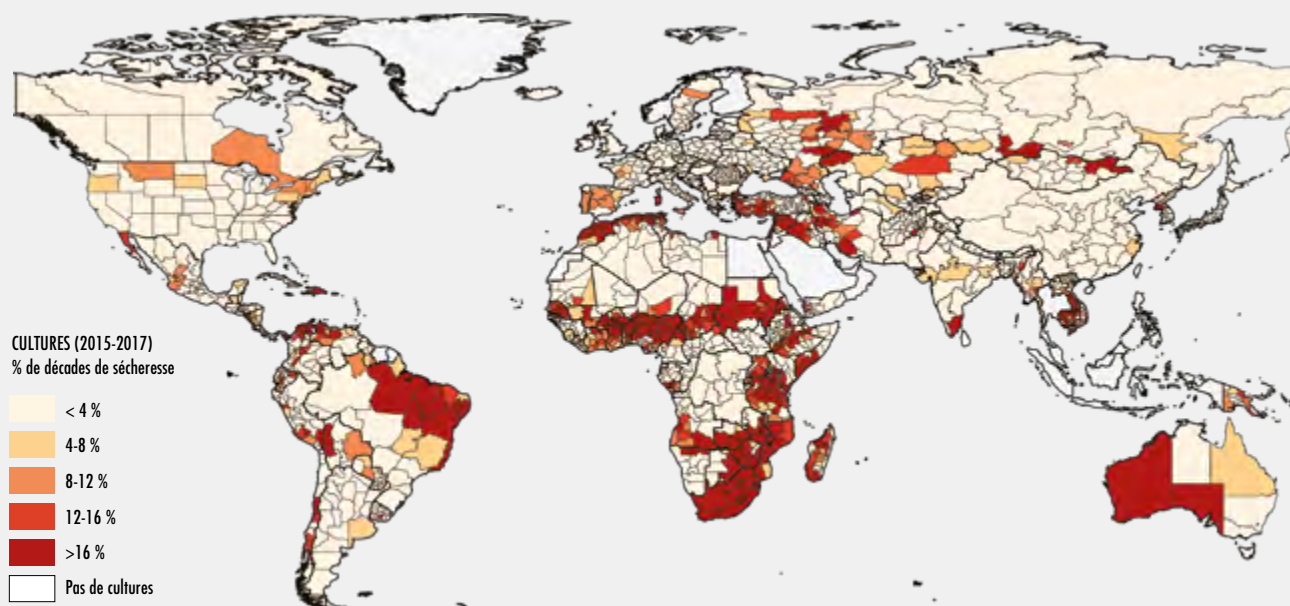 CULTURES (2015-2017)
% de décades de sécheresse
< 4 %
4-8 %
8-12 %
12-16 %
>16 %
Pas de cultures